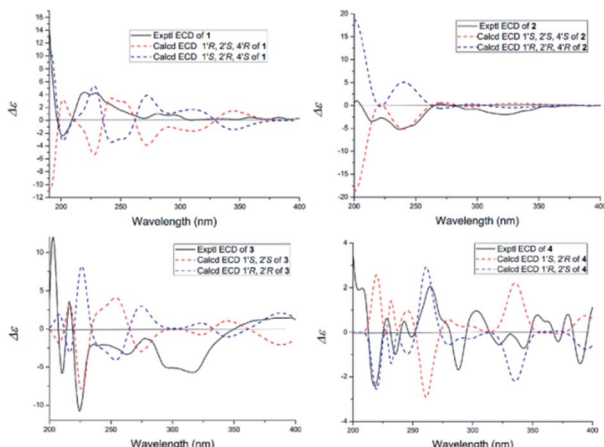 Exptl ECD of 1
Calcd ECD 1'R, 2'S, 4'R of 1
Calcd ECD 1'S, 2'R, 4'S of 1
14
12
10
8
6
4
2
0
-2
-4
-6
-8
-10
-12
Δε
200 250 300 350 400
Wavelength (nm)
Exptl ECD of 2
Calcd ECD 1'S, 2'S, 4'S of 2
Calcd ECD 1'R, 2'R, 4'R of 2
20
15
10
5
0
-5
-10
-15
-20
Δε
200 250 300 350 400
Wavelength (nm)
Exptl ECD of 3
Calcd ECD 1'S, 2'S of 3
Calcd ECD 1'R, 2'R of 3
10
5
0
-5
-10
Δε
200 250 300 350 400
Wavelength (nm)
Exptl ECD of 4
Calcd ECD 1'S, 2'R of 4
Calcd ECD 1'R, 2'S of 4
4
2
0
-2
-4
Δε
200 250 300 350 400
Wavelength (nm)